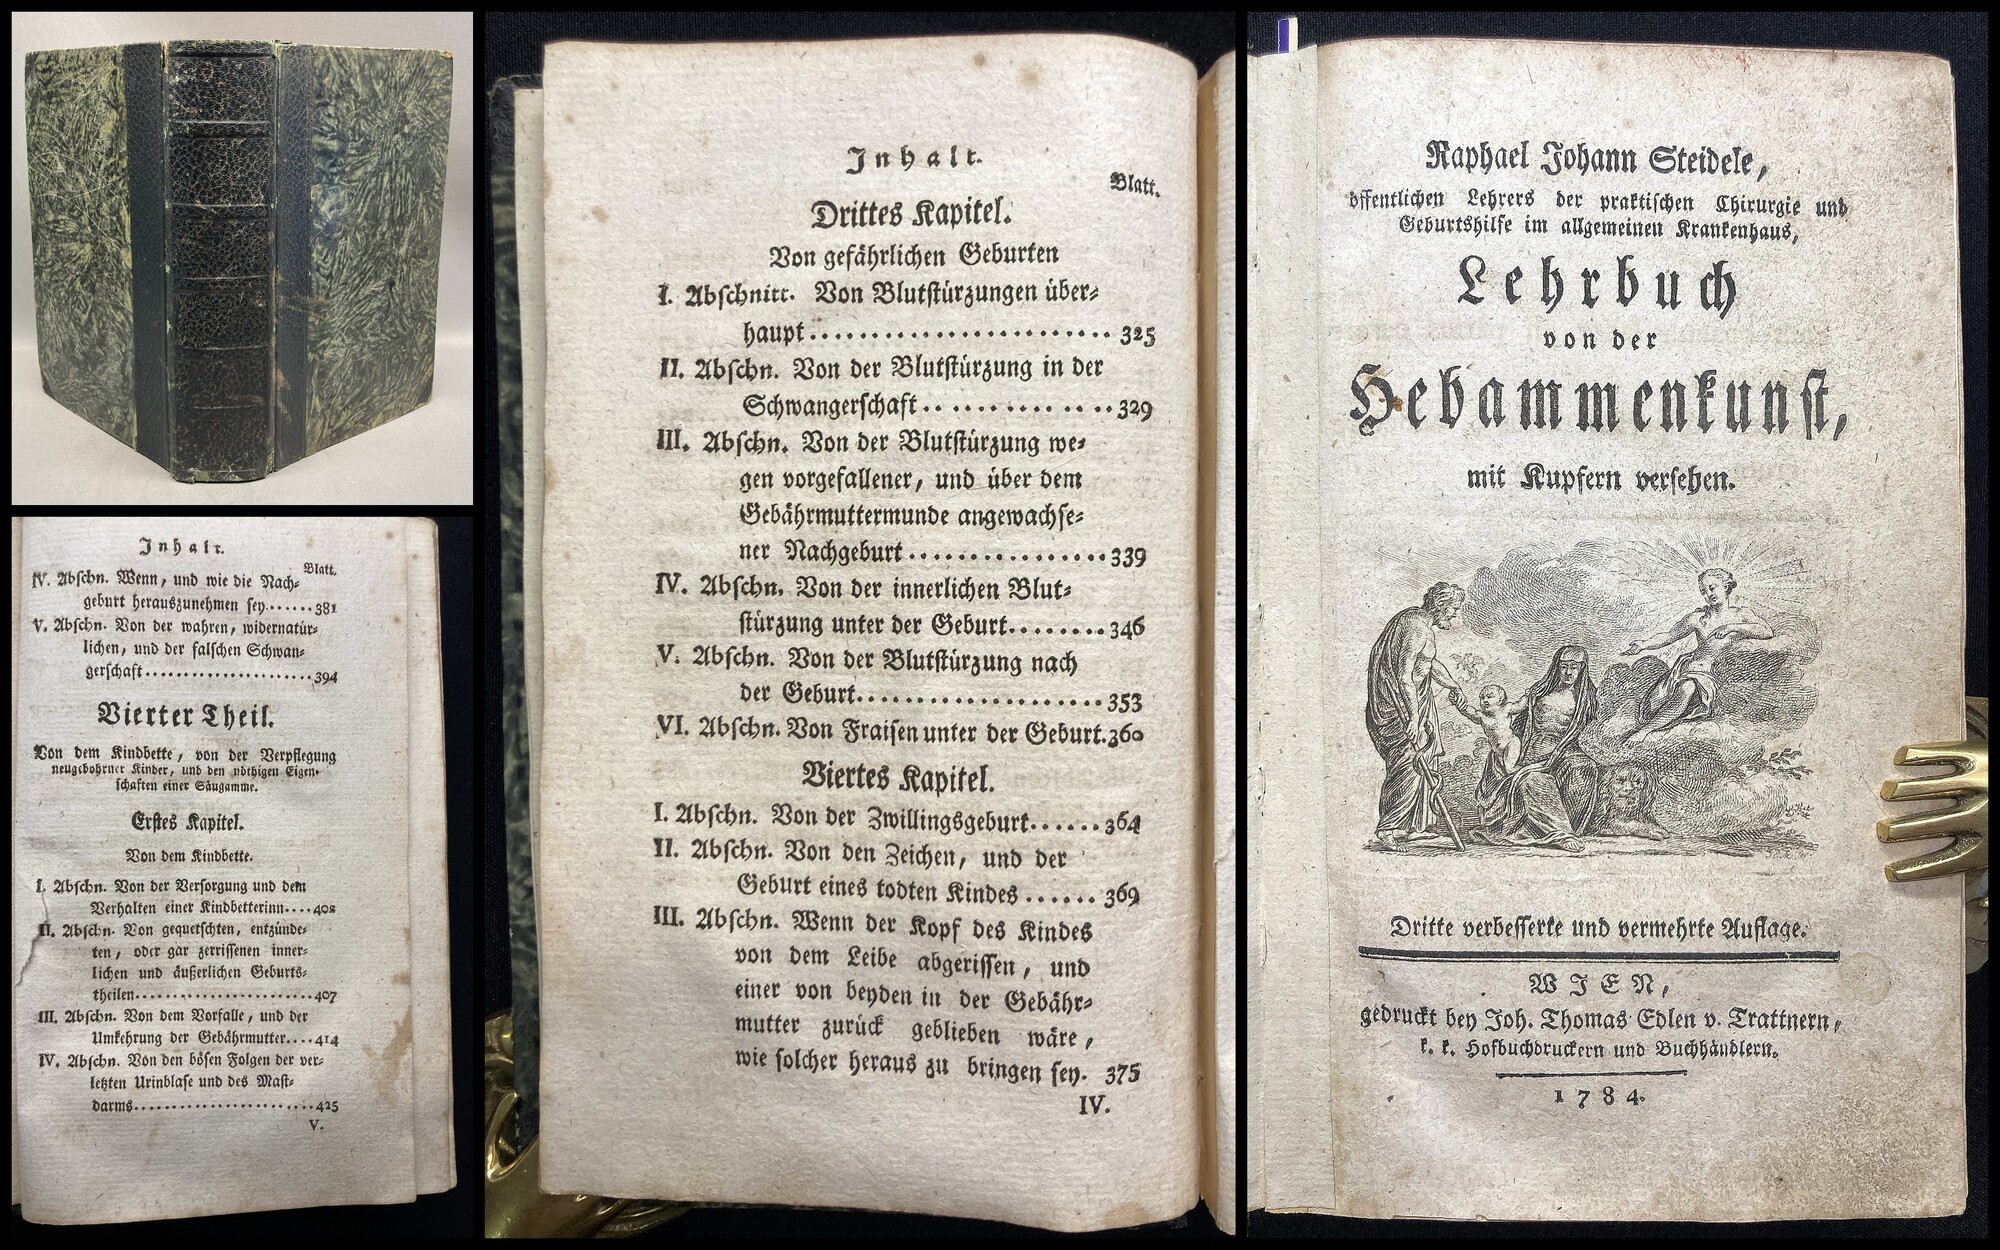 Inhalt.
Blatt.
IV. Abschn. Wenn, und wie die Nach-
geburt herauszunehmen sey......381
V. Abschn. Von der wahren, widernatür-
lichen, und der falschen Schwan-
gerschaft......................394
Vierter Theil.
Von dem Kindbette, von der Verpflegung
neugebohrner Kinder, und den nöthigen Eigen-
schaften einer Säugamme.
Erstes Kapitel.
Von dem Kindbette.
I. Abschn. Von der Versorgung und dem
Verhalten einer Kindbetterinn....402
II. Abschn. Von gequetschten, entzünde-
ten, oder gar zerrissenen inner-
lichen und äußerlichen Geburts-
theilen........................407
III. Abschn. Von dem Vorfalle, und der
Umkehrung der Gebährmutter....414
IV. Abschn. Von den bösen Folgen der ver-
letzten Urinblase und des Mast-
darms........................425
V.
Inhalt.
Blatt.
Drittes Kapitel.
Von gefährlichen Geburten
I. Abschnitt. Von Blutstürzungen über-
haupt........................325
II. Abschn. Von der Blutstürzung in der
Schwangerschaft.. .......... .. ..329
III. Abschn. Von der Blutstürzung we-
gen vorgefallener, und über dem
Gebährmuttermunde angewachse-
ner Nachgeburt................339
IV. Abschn. Von der innerlichen Blut-
stürzung unter der Geburt........346
V. Abschn. Von der Blutstürzung nach
der Geburt....................353
VI. Abschn. Von Fraisen unter der Geburt.360
Viertes Kapitel.
I. Abschn. Von der Zwillingsgeburt......364
II. Abschn. Von den Zeichen, und der
Geburt eines todten Kindes......369
III. Abschn. Wenn der Kopf des Kindes
von dem Leibe abgerissen, und
einer von beyden in der Gebähr-
mutter zurück geblieben wäre,
wie solcher heraus zu bringen sey. 375
IV.
Raphael Johann Steidele,
öffentlichen Lehrers der praktischen Chirurgie und
Geburtshilfe im allgemeinen Krankenhaus,
Lehrbuch
von der
Hebammenkunst,
mit Kupfern versehen.
Dritte verbesserte und vermehrte Auflage.
WIEN,
gedruckt bey Joh. Thomas Edlen v. Trattnern,
k. k. Hofbuchdruckern und Buchhändlern.
1784.